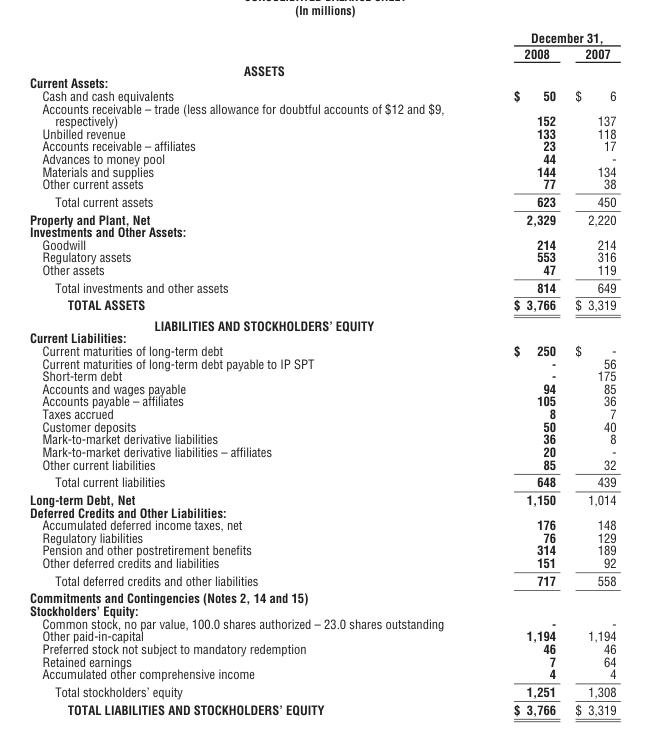 (In millions)
December 31,
2008 2007
ASSETS
Current Assets:
Cash and cash equivalents $ 50 $ 6
Accounts receivable – trade (less allowance for doubtful accounts of $12 and $9,
respectively) 152 137
Unbilled revenue 133 118
Accounts receivable – affiliates 23 17
Advances to money pool 44 -
Materials and supplies 144 134
Other current assets 77 38
Total current assets 623 450
Property and Plant, Net 2,329 2,220
Investments and Other Assets:
Goodwill 214 214
Regulatory assets 553 316
Other assets 47 119
Total investments and other assets 814 649
TOTAL ASSETS $ 3,766 $ 3,319
LIABILITIES AND STOCKHOLDERS' EQUITY
Current Liabilities:
Current maturities of long-term debt $ 250 $ -
Current maturities of long-term debt payable to IP SPT - 56
Short-term debt - 175
Accounts and wages payable 94 85
Accounts payable – affiliates 105 36
Taxes accrued 8 7
Customer deposits 50 40
Mark-to-market derivative liabilities 36 8
Mark-to-market derivative liabilities – affiliates 20 -
Other current liabilities 85 32
Total current liabilities 648 439
Long-term Debt, Net 1,150 1,014
Deferred Credits and Other Liabilities:
Accumulated deferred income taxes, net 176 148
Regulatory liabilities 76 129
Pension and other postretirement benefits 314 189
Other deferred credits and liabilities 151 92
Total deferred credits and other liabilities 717 558
Commitments and Contingencies (Notes 2, 14 and 15)
Stockholders' Equity:
Common stock, no par value, 100.0 shares authorized – 23.0 shares outstanding - -
Other paid-in-capital 1,194 1,194
Preferred stock not subject to mandatory redemption 46 46
Retained earnings 7 64
Accumulated other comprehensive income 4 4
Total stockholders' equity 1,251 1,308
TOTAL LIABILITIES AND STOCKHOLDERS' EQUITY $ 3,766 $ 3,319